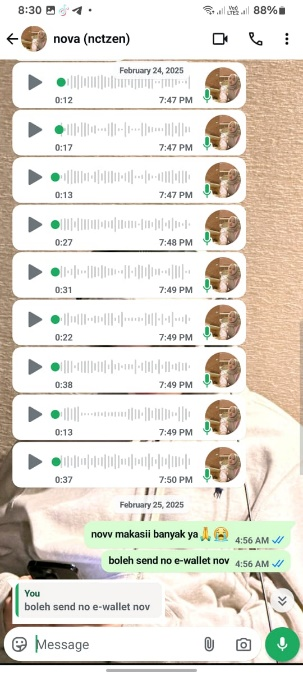 8:30
88%
nova (nctzen)
February 24, 2025
0:12 7:47 PM
0:17 7:47 PM
0:13 7:47 PM
0:27 7:48 PM
0:31 7:49 PM
0:22 7:49 PM
0:38 7:49 PM
0:13 7:49 PM
0:37 7:50 PM
February 25, 2025
novv makasii banyak ya🙏😭 4:56 AM
boleh send no e-wallet nov 4:56 AM
You
boleh send no e-wallet nov
Message